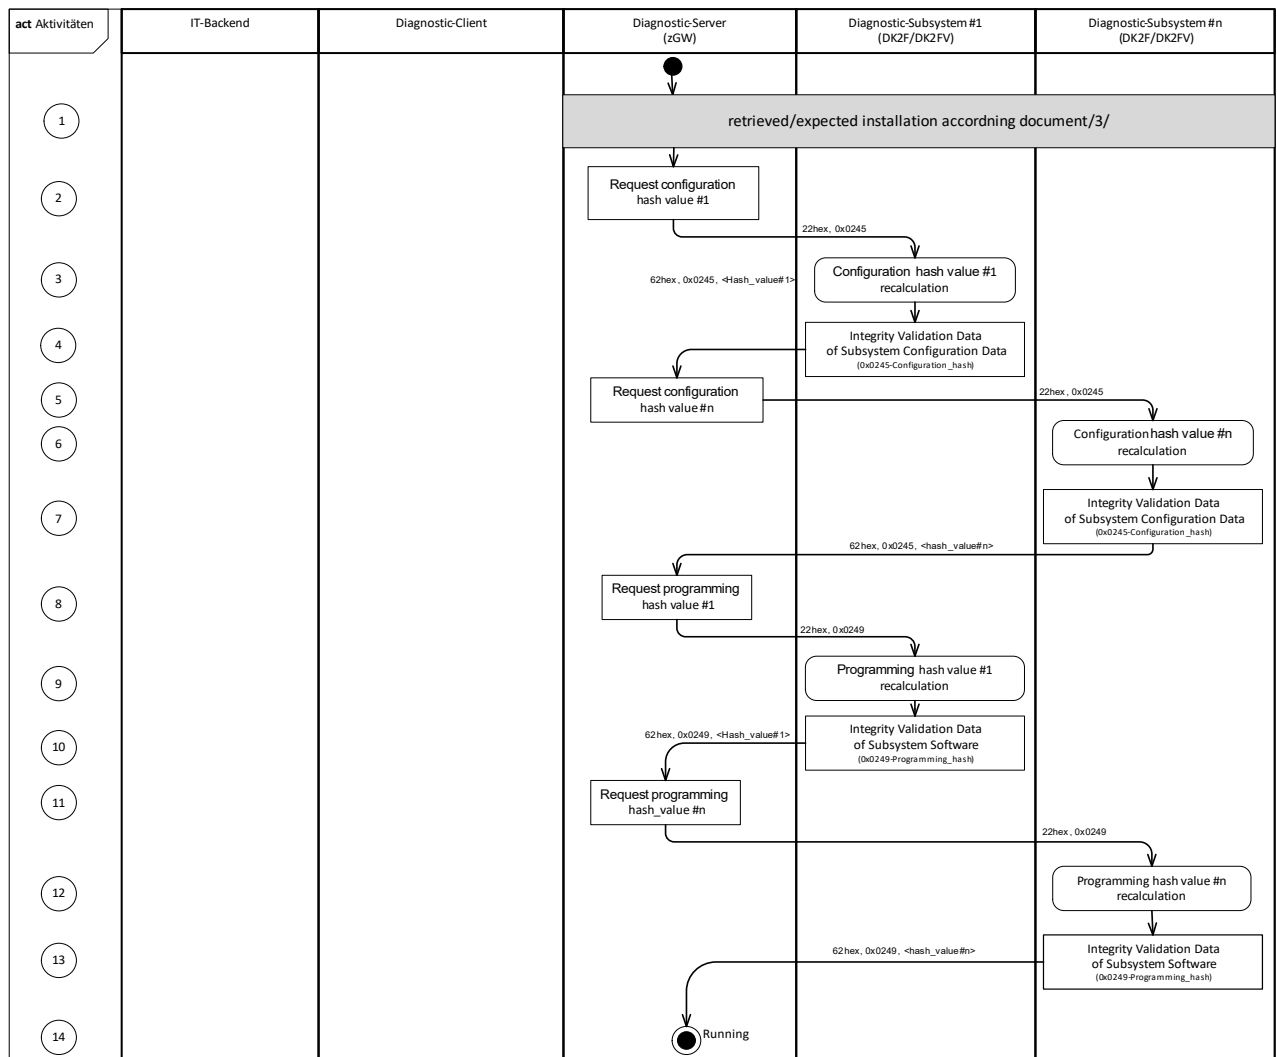 act Aktivitäten
IT-Backend
Diagnostic-Client
Diagnostic-Server
(zGW)
Diagnostic-Subsystem #1
(DK2F/DK2FV)
Diagnostic-Subsystem #n
(DK2F/DK2FV)
1
retrieved/expected installation accordning document/3/
2
Request configuration
hash value #1
22hex, 0x0245
3
62hex, 0x0245, <Hash_value#1>
Configuration hash value #1
recalculation
4
Integrity Validation Data
of Subsystem Configuration Data
(0x0245-Configuration_hash)
5
Request configuration
hash value #n
22hex, 0x0245
6
Configuration hash value #n
recalculation
7
Integrity Validation Data
of Subsystem Configuration Data
(0x0245-Configuration_hash)
62hex, 0x0245, <hash_value#n>
8
Request programming
hash value #1
22hex, 0x0249
9
Programming hash value #1
recalculation
10
62hex, 0x0249, <Hash_value#1>
Integrity Validation Data
of Subsystem Software
(0x0249-Programming_hash)
11
Request programming
hash_value #n
22hex, 0x0249
12
Programming hash value #n
recalculation
13
62hex, 0x0249, <hash_value#n>
Integrity Validation Data
of Subsystem Software
(0x0249-Programming_hash)
14
Running